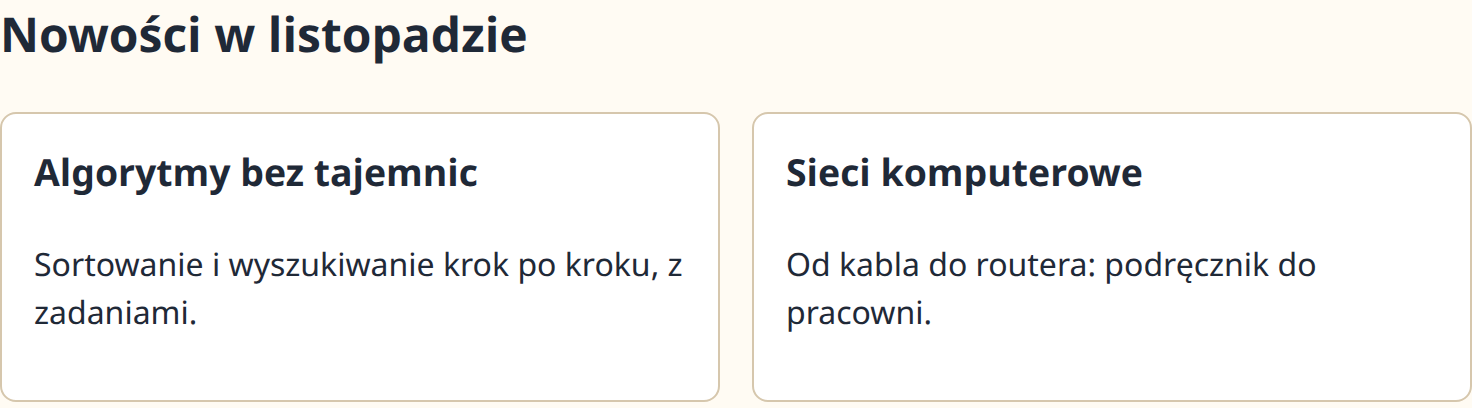 Nowości w listopadzie
Algorytmy bez tajemnic
Sortowanie i wyszukiwanie krok po kroku, z
zadaniami.
Sieci komputerowe
Od kabla do routera: podręcznik do
pracowni.